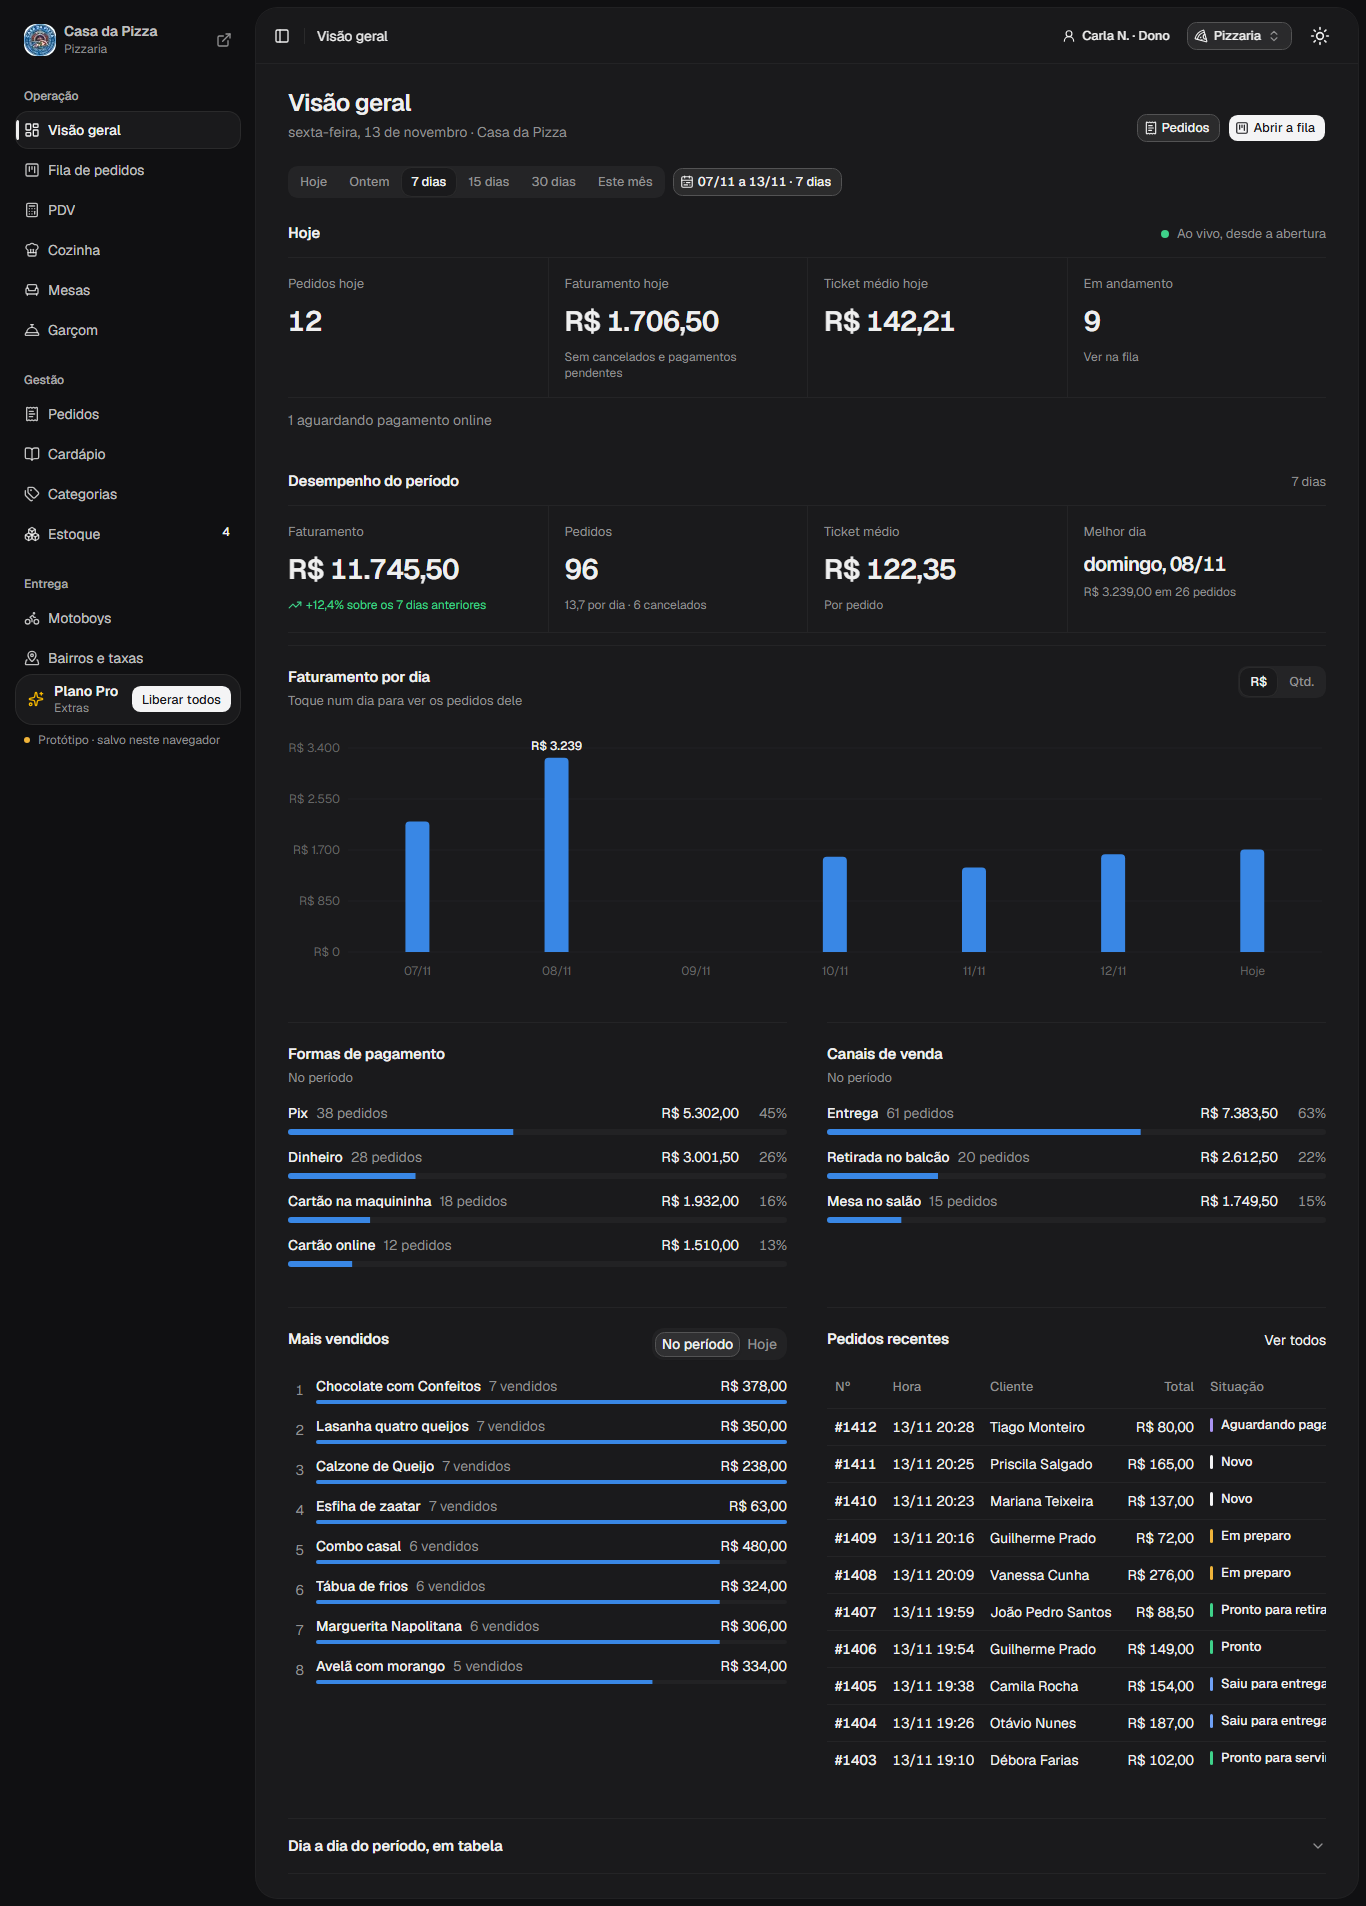 Casa da Pizza
Pizzaria
Operação
Visão geral
Fila de pedidos
PDV
Cozinha
Mesas
Garçom
Gestão
Pedidos
Cardápio
Categorias
Estoque 4
Entrega
Motoboys
Bairros e taxas
Plano Pro
Extras
Liberar todos
Protótipo · salvo neste navegador
Visão geral
Carla N. · Dono
Pizzaria
Visão geral
sexta-feira, 13 de novembro · Casa da Pizza
Pedidos
Abrir a fila
Hoje Ontem 7 dias 15 dias 30 dias Este mês
07/11 a 13/11 · 7 dias
Hoje
Ao vivo, desde a abertura
Pedidos hoje
12
Faturamento hoje
R$ 1.706,50
Sem cancelados e pagamentos
pendentes
Ticket médio hoje
R$ 142,21
Em andamento
9
Ver na fila
1 aguardando pagamento online
Desempenho do período
7 dias
Faturamento
R$ 11.745,50
+12,4% sobre os 7 dias anteriores
Pedidos
96
13,7 por dia · 6 cancelados
Ticket médio
R$ 122,35
Por pedido
Melhor dia
domingo, 08/11
R$ 3.239,00 em 26 pedidos
Faturamento por dia
Toque num dia para ver os pedidos dele
R$ Qtd.
R$ 3.400
R$ 2.550
R$ 1.700
R$ 850
R$ 0
R$ 3.239
07/11 08/11 09/11 10/11 11/11 12/11 Hoje
Formas de pagamento
No período
Pix 38 pedidos R$ 5.302,00 45%
Dinheiro 28 pedidos R$ 3.001,50 26%
Cartão na maquininha 18 pedidos R$ 1.932,00 16%
Cartão online 12 pedidos R$ 1.510,00 13%
Canais de venda
No período
Entrega 61 pedidos R$ 7.383,50 63%
Retirada no balcão 20 pedidos R$ 2.612,50 22%
Mesa no salão 15 pedidos R$ 1.749,50 15%
Mais vendidos
No período Hoje
1 Chocolate com Confeitos 7 vendidos R$ 378,00
2 Lasanha quatro queijos 7 vendidos R$ 350,00
3 Calzone de Queijo 7 vendidos R$ 238,00
4 Esfiha de zaatar 7 vendidos R$ 63,00
5 Combo casal 6 vendidos R$ 480,00
6 Tábua de frios 6 vendidos R$ 324,00
7 Marguerita Napolitana 6 vendidos R$ 306,00
8 Avelã com morango 5 vendidos R$ 334,00
Pedidos recentes
Ver todos
Nº Hora Cliente Total Situação
#1412 13/11 20:28 Tiago Monteiro R$ 80,00 Aguardando paga
#1411 13/11 20:25 Priscila Salgado R$ 165,00 Novo
#1410 13/11 20:23 Mariana Teixeira R$ 137,00 Novo
#1409 13/11 20:16 Guilherme Prado R$ 72,00 Em preparo
#1408 13/11 20:09 Vanessa Cunha R$ 276,00 Em preparo
#1407 13/11 19:59 João Pedro Santos R$ 88,50 Pronto para retira
#1406 13/11 19:54 Guilherme Prado R$ 149,00 Pronto
#1405 13/11 19:38 Camila Rocha R$ 154,00 Saiu para entrega
#1404 13/11 19:26 Otávio Nunes R$ 187,00 Saiu para entrega
#1403 13/11 19:10 Débora Farias R$ 102,00 Pronto para servi
Dia a dia do período, em tabela